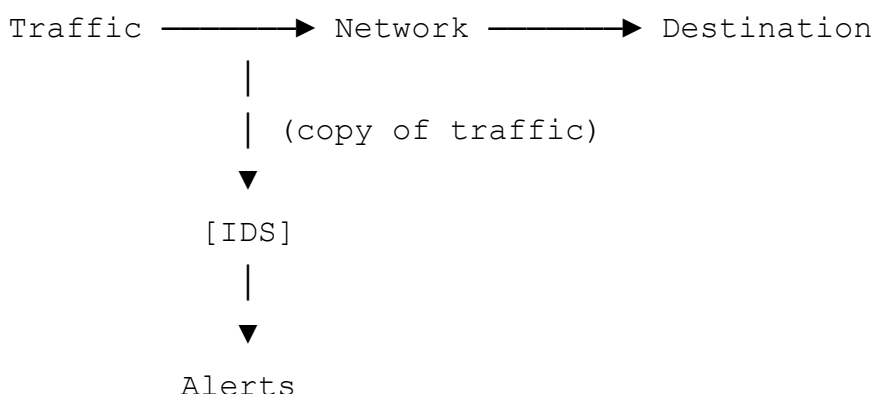 Traffic ────────▶ Network ────────▶ Destination
(copy of traffic)
[IDS]
Alerts